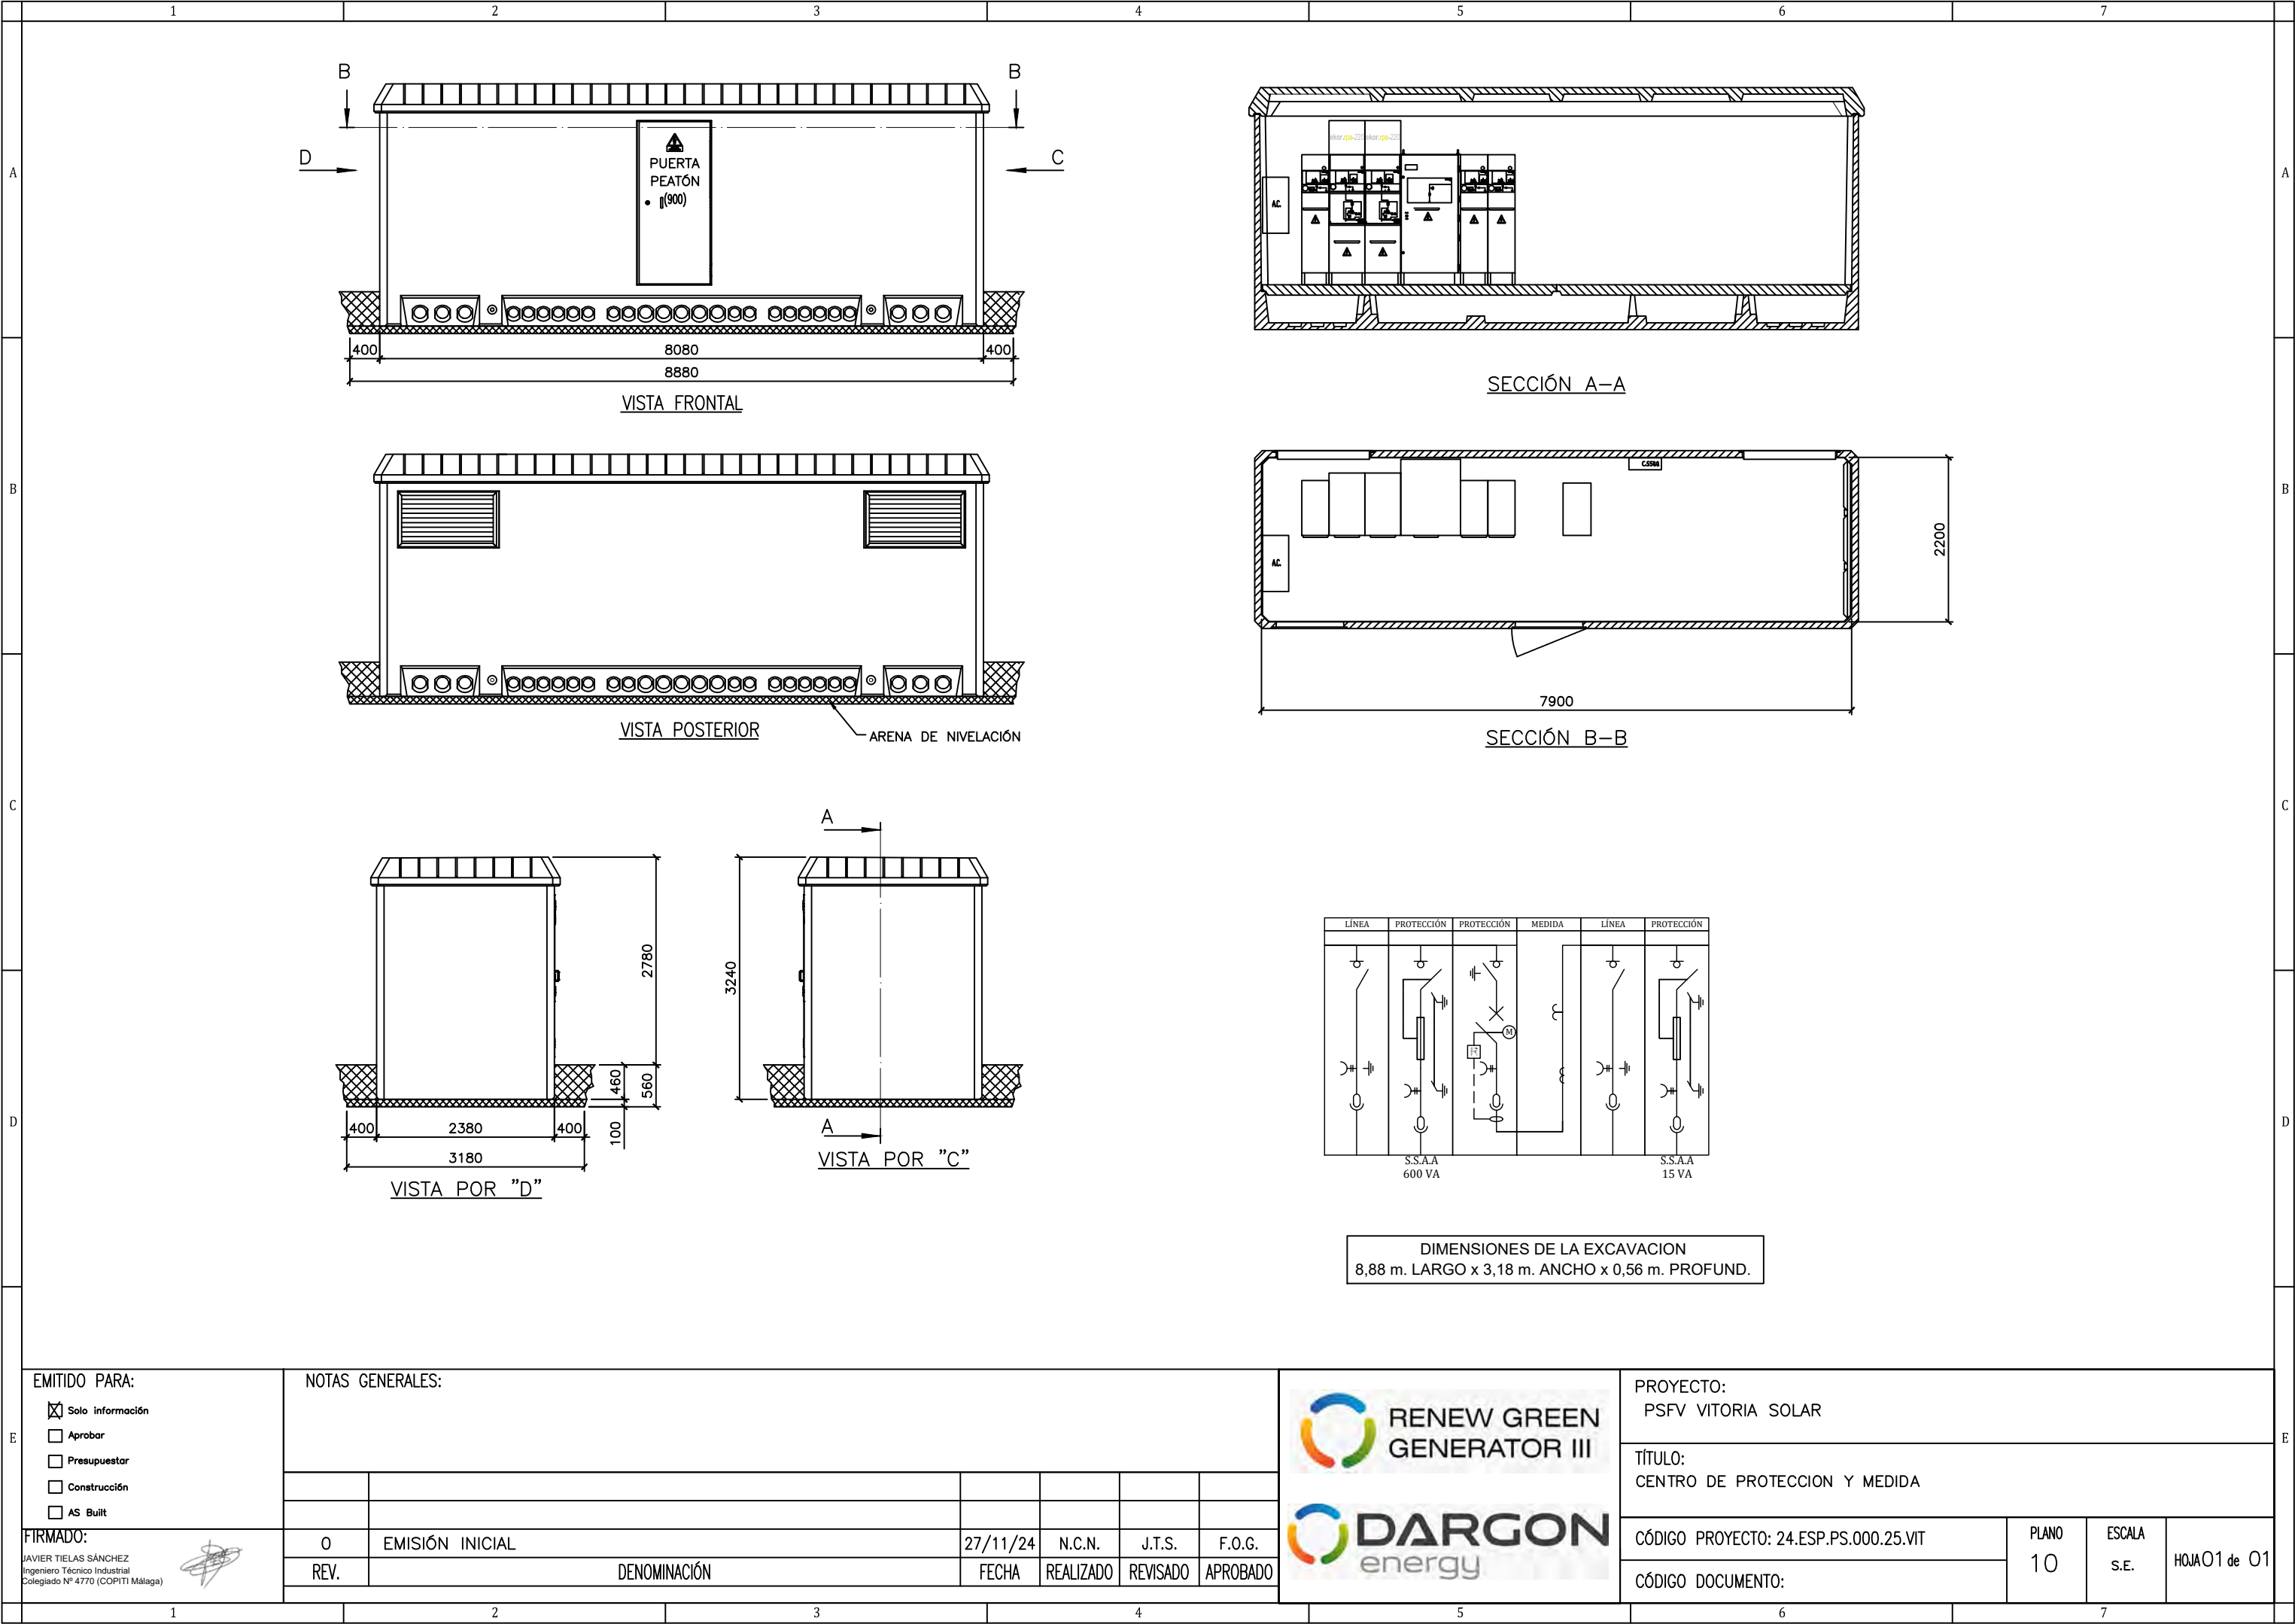 1 2 3 4 5 6 7
A
B
C
D
E
A
B
C
D
E
B B
D C
PUERTA
PEATÓN
(900)
400 8080 400
8880
VISTA FRONTAL
ekor.rpa-220 ekor.rpa-220
A.C.
SECCIÓN A-A
VISTA POSTERIOR
ARENA DE NIVELACIÓN
C.SSAA
A.C.
2200
7900
SECCIÓN B-B
2780
460
560
100
400 2380 400
3180
VISTA POR "D"
A
3240
A
VISTA POR "C"
LÍNEA PROTECCIÓN PROTECCIÓN MEDIDA LÍNEA PROTECCIÓN
M
S.S.A.A
600 VA
S.S.A.A
15 VA
DIMENSIONES DE LA EXCAVACION
8,88 m. LARGO x 3,18 m. ANCHO x 0,56 m. PROFUND.
EMITIDO PARA:
Solo información
Aprobar
Presupuestar
Construcción
AS Built
FIRMADO:
JAVIER TIELAS SÁNCHEZ
Ingeniero Técnico Industrial
Colegiado Nº 4770 (COPITI Málaga)
NOTAS GENERALES:
0 EMISIÓN INICIAL 27/11/24 N.C.N. J.T.S. F.O.G.
REV. DENOMINACIÓN FECHA REALIZADO REVISADO APROBADO
RENEW GREEN
GENERATOR III
DARGON
energy
PROYECTO:
PSFV VITORIA SOLAR
TÍTULO:
CENTRO DE PROTECCION Y MEDIDA
CÓDIGO PROYECTO: 24.ESP.PS.000.25.VIT
CÓDIGO DOCUMENTO:
PLANO
10
ESCALA
S.E.
HOJA 01 de 01
1 2 3 4 5 6 7